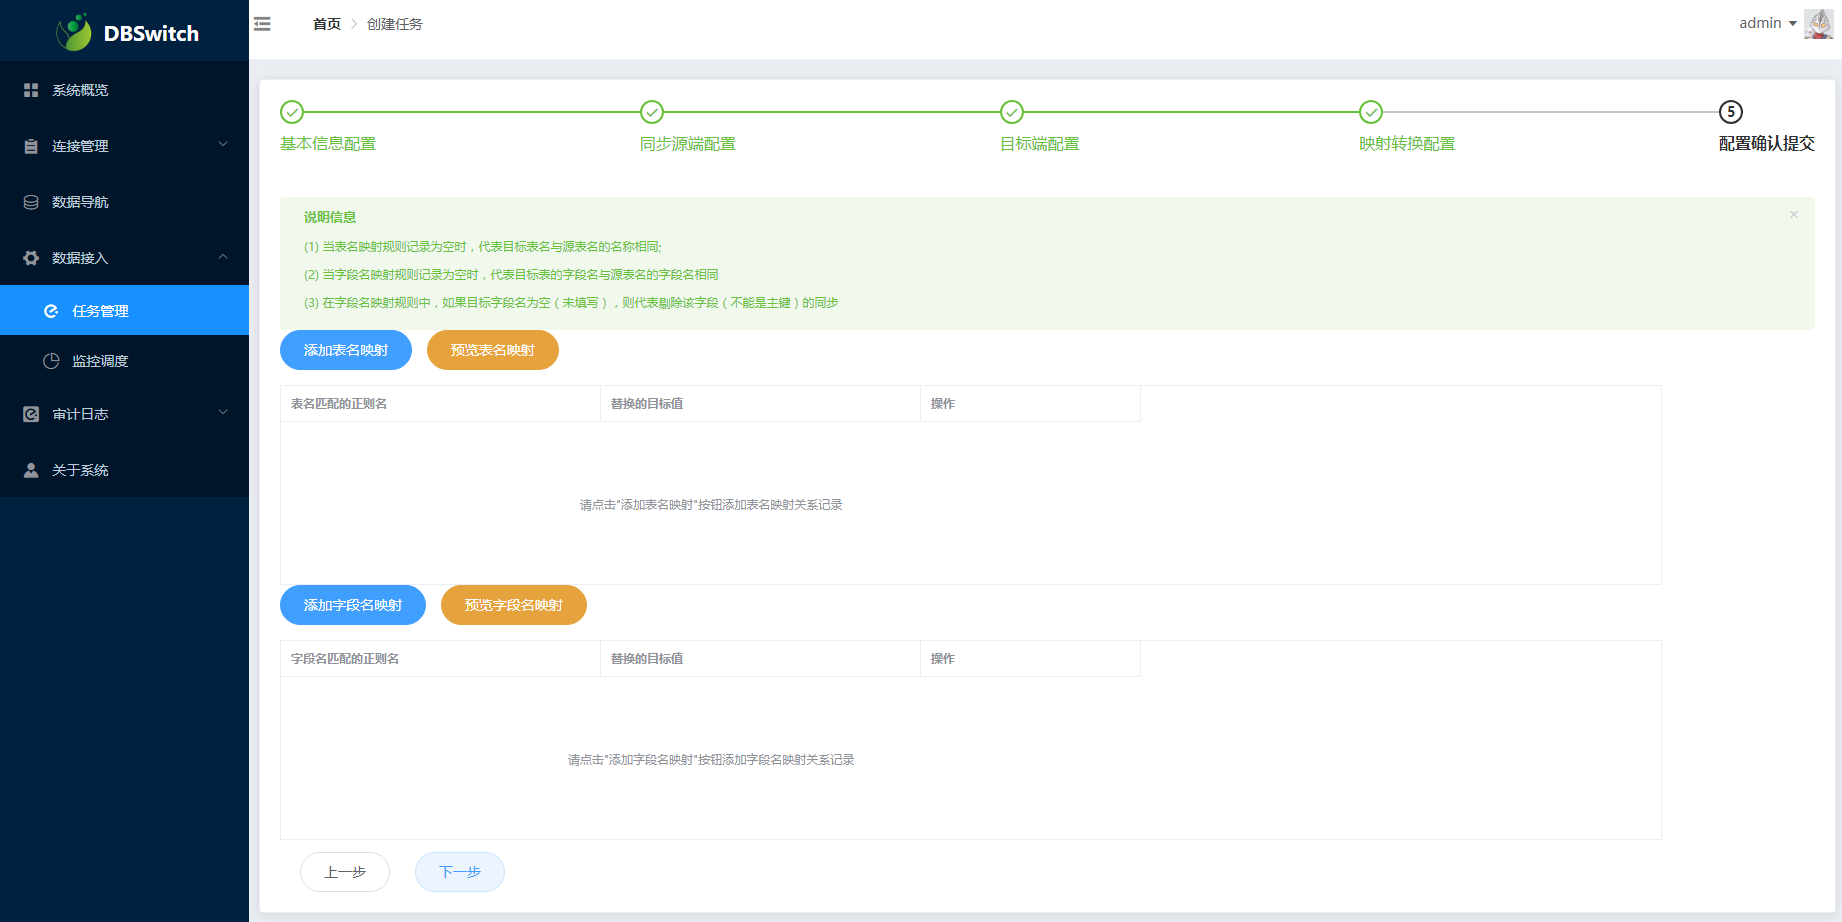 DBSwitch
首页
创建任务
admin
系统概览
连接管理
数据导航
数据接入
任务管理
监控调度
审计日志
关于系统
基本信息配置
同步源端配置
目标端配置
映射转换配置
5
配置确认提交
说明信息
(1) 当表名映射规则记录为空时，代表目标表名与源表名的名称相同;
(2) 当字段名映射规则记录为空时，代表目标表的字段名与源表名的字段名相同
(3) 在字段名映射规则中，如果目标字段名为空（未填写），则代表剔除该字段（不能是主键）的同步
添加表名映射
预览表名映射
表名匹配的正则名
替换的目标值
操作
请点击"添加表名映射"按钮添加表名映射关系记录
添加字段名映射
预览字段名映射
字段名匹配的正则名
替换的目标值
操作
请点击"添加字段名映射"按钮添加字段名映射关系记录
上一步
下一步